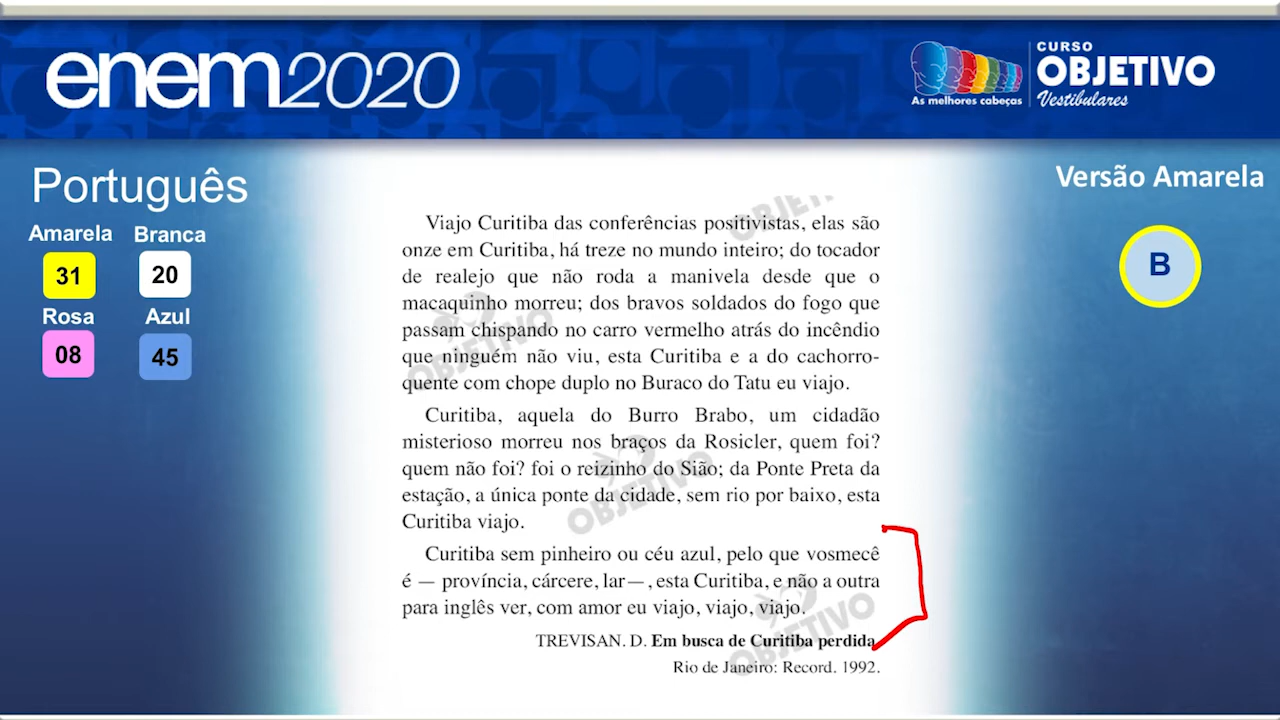 enem2020
CURSO
OBJETIVO
As melhores cabeças
Vestibulares
Português
Versão Amarela
Amarela Branca
31 20
Rosa Azul
08 45
B
Viajo Curitiba das conferências positivistas, elas são
onze em Curitiba, há treze no mundo inteiro; do tocador
de realejo que não roda a manivela desde que o
macaquinho morreu; dos bravos soldados do fogo que
passam chispando no carro vermelho atrás do incêndio
que ninguém não viu, esta Curitiba e a do cachorro-
quente com chope duplo no Buraco do Tatu eu viajo.
Curitiba, aquela do Burro Brabo, um cidadão
misterioso morreu nos braços da Rosicler, quem foi?
quem não foi? foi o reizinho do Sião; da Ponte Preta da
estação, a única ponte da cidade, sem rio por baixo, esta
Curitiba viajo.
Curitiba sem pinheiro ou céu azul, pelo que vosmecê
é — província, cárcere, lar—, esta Curitiba, e não a outra
para inglês ver, com amor eu viajo, viajo, viajo.
TREVISAN. D. Em busca de Curitiba perdida
Rio de Janeiro: Record. 1992.
OBJETIVO
OBJETIVO
OBJETIVO